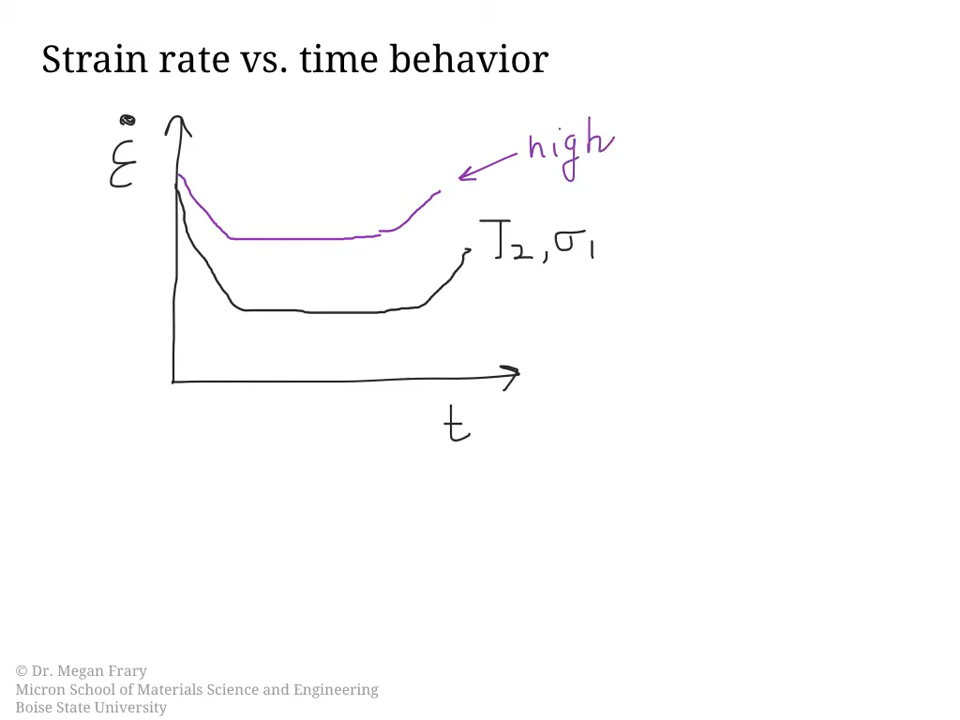 Strain rate vs. time behavior
ε̇
high
T₂, σ₁
t
© Dr. Megan Frary
Micron School of Materials Science and Engineering
Boise State University